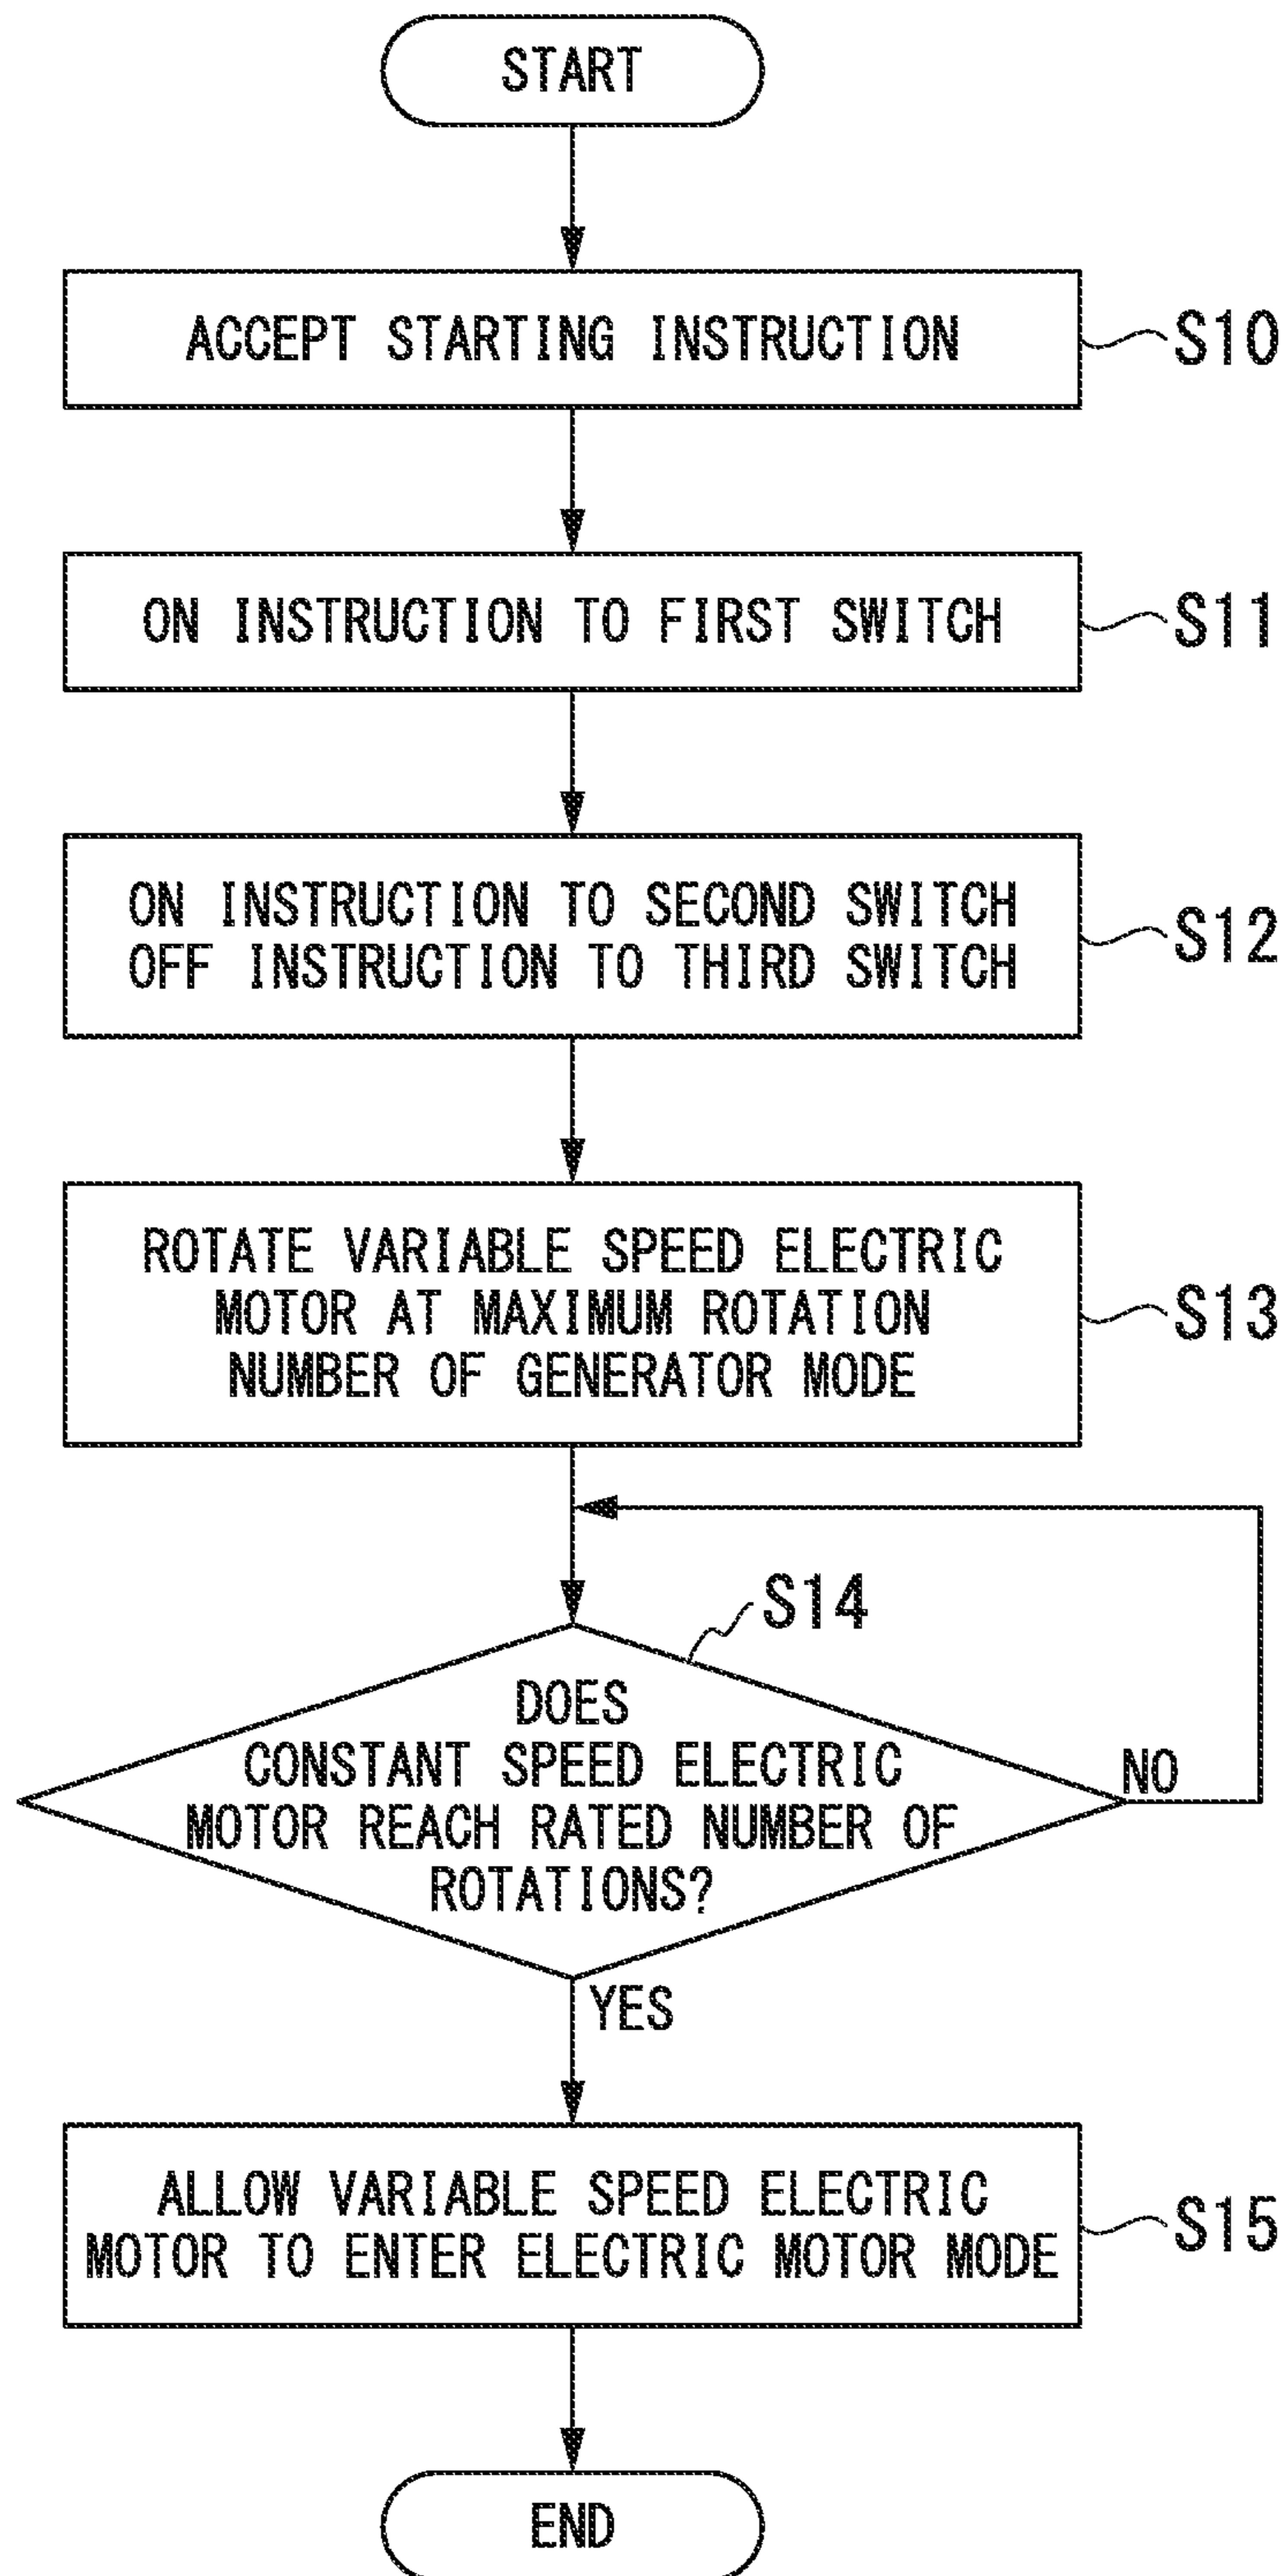 START
ACCEPT STARTING INSTRUCTION
S10
ON INSTRUCTION TO FIRST SWITCH
S11
ON INSTRUCTION TO SECOND SWITCH
OFF INSTRUCTION TO THIRD SWITCH
S12
ROTATE VARIABLE SPEED ELECTRIC
MOTOR AT MAXIMUM ROTATION
NUMBER OF GENERATOR MODE
S13
S14
DOES
CONSTANT SPEED ELECTRIC
MOTOR REACH RATED NUMBER OF
ROTATIONS?
NO
YES
ALLOW VARIABLE SPEED ELECTRIC
MOTOR TO ENTER ELECTRIC MOTOR MODE
S15
END